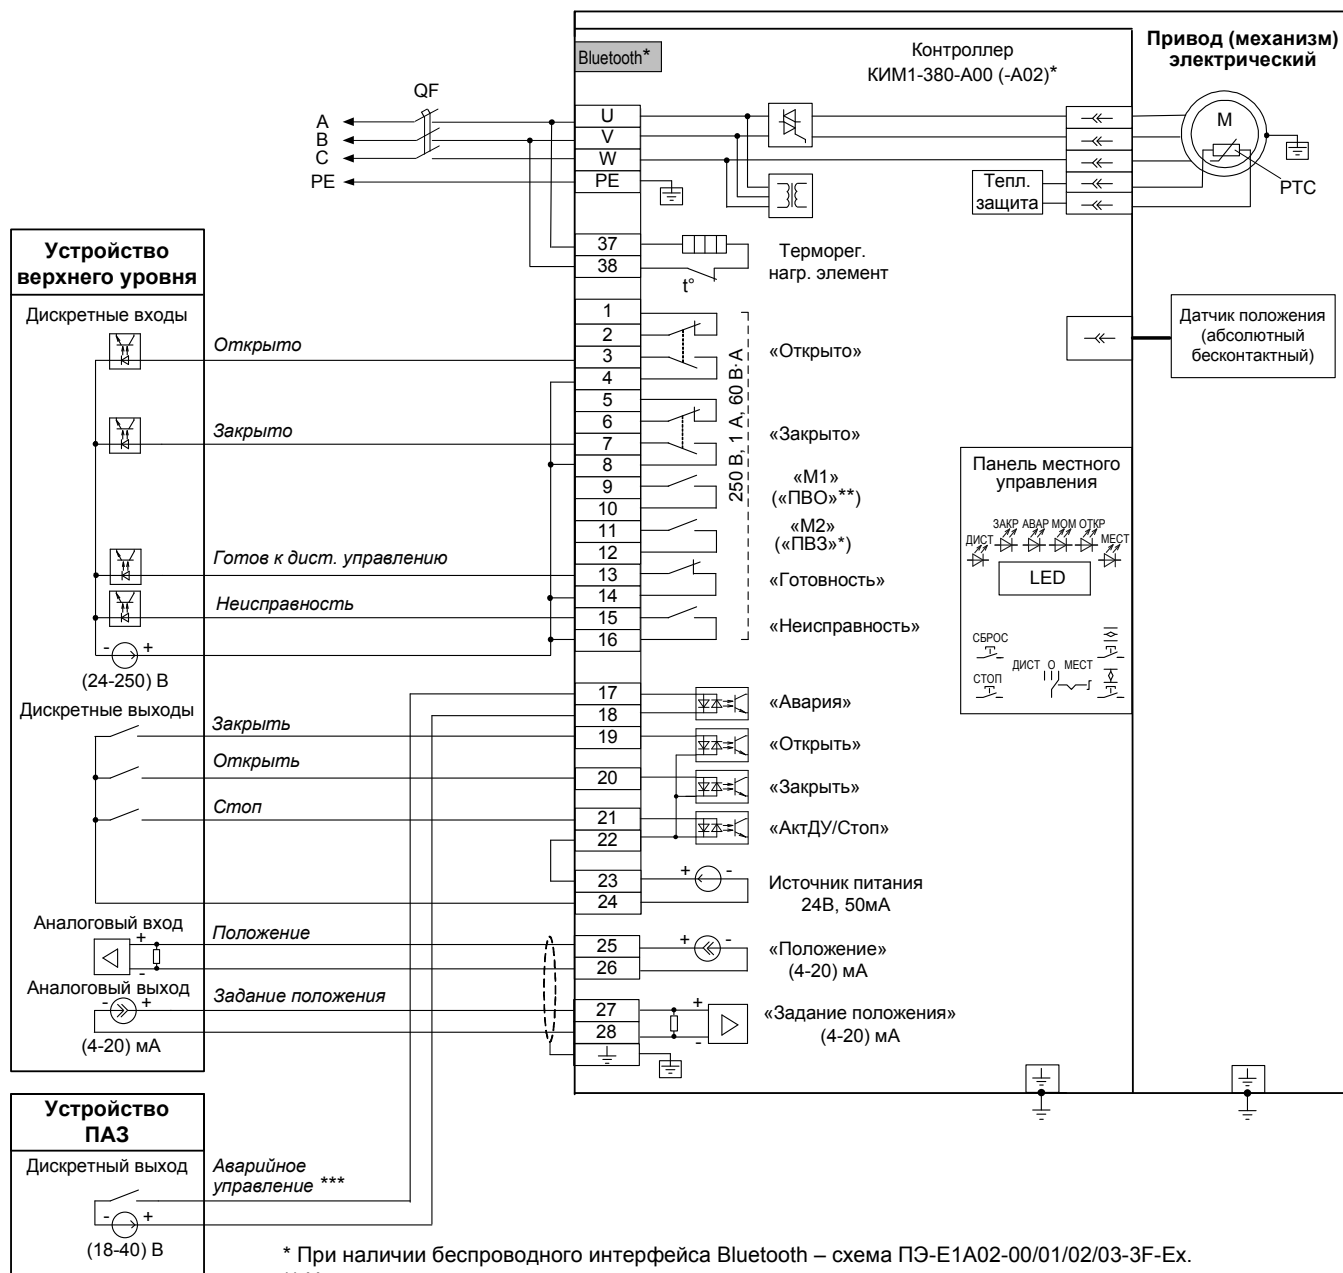 Bluetooth*
Контроллер
КИМ1-380-А00 (-А02)*
Привод (механизм)
электрический
QF
A
B
C
PE
U
V
W
PE
M
PTC
Тепл.
защита
37
38
t°
Терморег.
нагр. элемент
Устройство
верхнего уровня
Дискретные входы
Открыто
Закрыто
Готов к дист. управлению
Неисправность
- +
(24-250) В
1
2
3
4
5
6
7
8
9
10
11
12
13
14
15
16
250 В, 1 А, 60 В·А
«Открыто»
«Закрыто»
«М1»
(«ПВО»**)
«М2»
(«ПВЗ»*)
«Готовность»
«Неисправность»
Датчик положения
(абсолютный
бесконтактный)
Панель местного
управления
ДИСТ ЗАКР АВАР МОМ ОТКР МЕСТ
LED
СБРОС
СТОП
ДИСТ О МЕСТ
Дискретные выходы
Закрыть
Открыть
Стоп
17
18
19
20
21
22
23
24
«Авария»
«Открыть»
«Закрыть»
«АктДУ/Стоп»
+ -
Источник питания
24В, 50мА
Аналоговый вход
+
-
Положение
25
26
+ -
«Положение»
(4-20) мА
Аналоговый выход
- +
(4-20) мА
Задание положения
27
28
+
-
«Задание положения»
(4-20) мА
Устройство
ПАЗ
Дискретный выход
- +
(18-40) В
Аварийное
управление ***
* При наличии беспроводного интерфейса Bluetooth – схема ПЭ-Е1А02-00/01/02/03-3F-Ex.